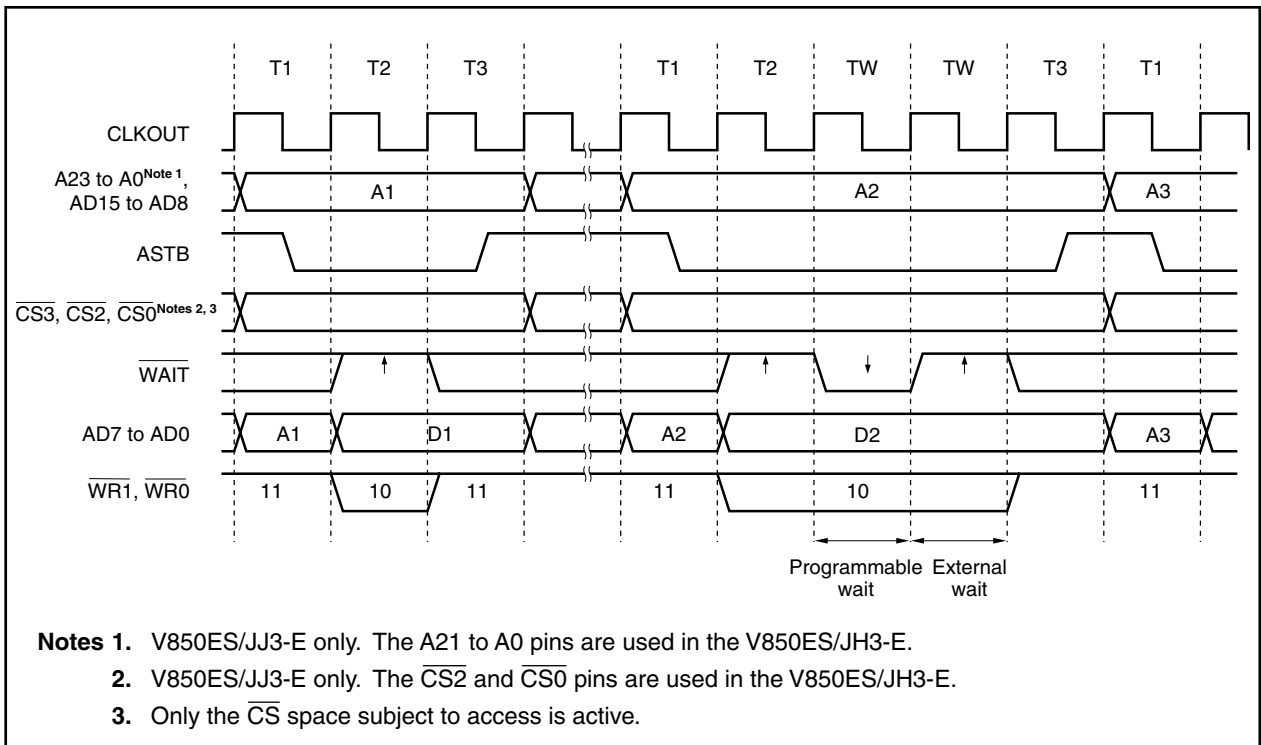 T1 T2 T3 T1 T2 TW TW T3 T1
CLKOUT
A23 to A0Note 1,
AD15 to AD8
A1 A2 A3
ASTB
CS3, CS2, CS0Notes 2, 3
WAIT
AD7 to AD0 A1 D1 A2 D2 A3
WR1, WR0 11 10 11 11 10 11
Programmable
wait
External
wait
Notes 1. V850ES/JJ3-E only. The A21 to A0 pins are used in the V850ES/JH3-E.
2. V850ES/JJ3-E only. The CS2 and CS0 pins are used in the V850ES/JH3-E.
3. Only the CS space subject to access is active.